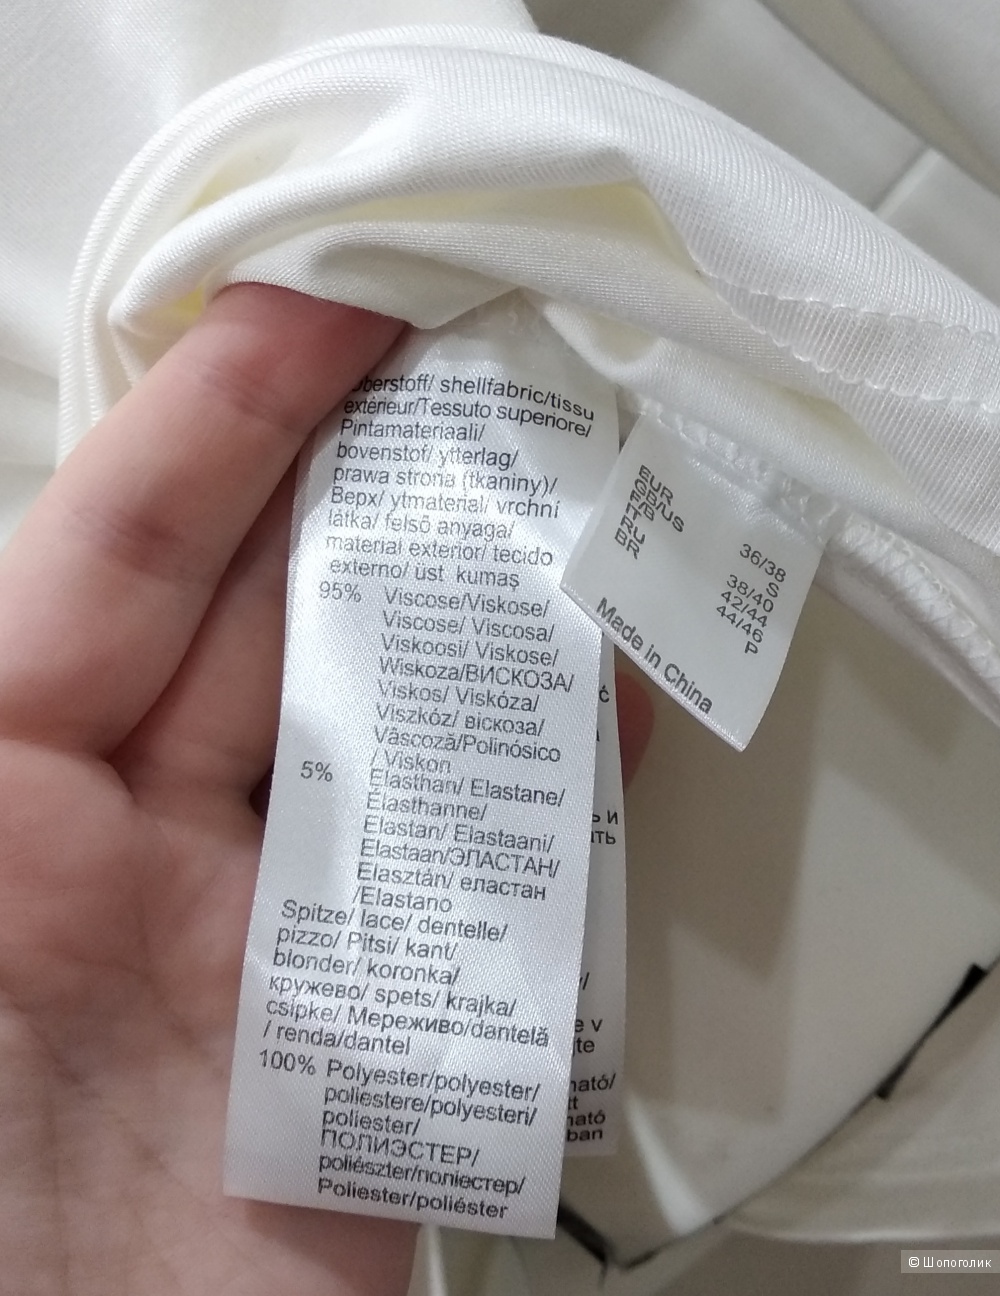 berstoff/ shellfabric/tissu
extérieur/Tessuto superiore/
Pintamateriaali/
bovenstof/ ytterlag/
prawa strona (tkaniny)/
Верх/ ytmaterial/ vrchní
látka/ felső anyaga/
material exterior/ tecido
externo/ üst kumaş
95% Viscose/Viskose/
Viscose/ Viscosa/
Viskoosi/ Viskose/
Wiskoza/ВИСКОЗА/
Viskos/ Viskóza/
Viszkóz/ віскоза/
Vâscoză/Polinósico
/ Viskon
5% Elasthan/ Elastane/
Élasthanne/
Elastan/ Elastaani/
Elastaan/ЭЛАСТАН/
Elasztán/ еластан
/Elastano
Spitze/ lace/ dentelle/
pizzo/ Pitsi/ kant/
blonder/ koronka/
кружево/ spets/ krajka/
csipke/ Мереживо/dantelă
/ renda/dantel
100% Polyester/polyester/
poliestere/polyesteri/
poliester/
ПОЛИЭСТЕР/
poliészter/поліестер/
Poliester/poliéster
EUR 36/38
GB/US S
F/B 38/40
IT 42/44
RU 44/46
BR P
Made in China
© Шопоголик